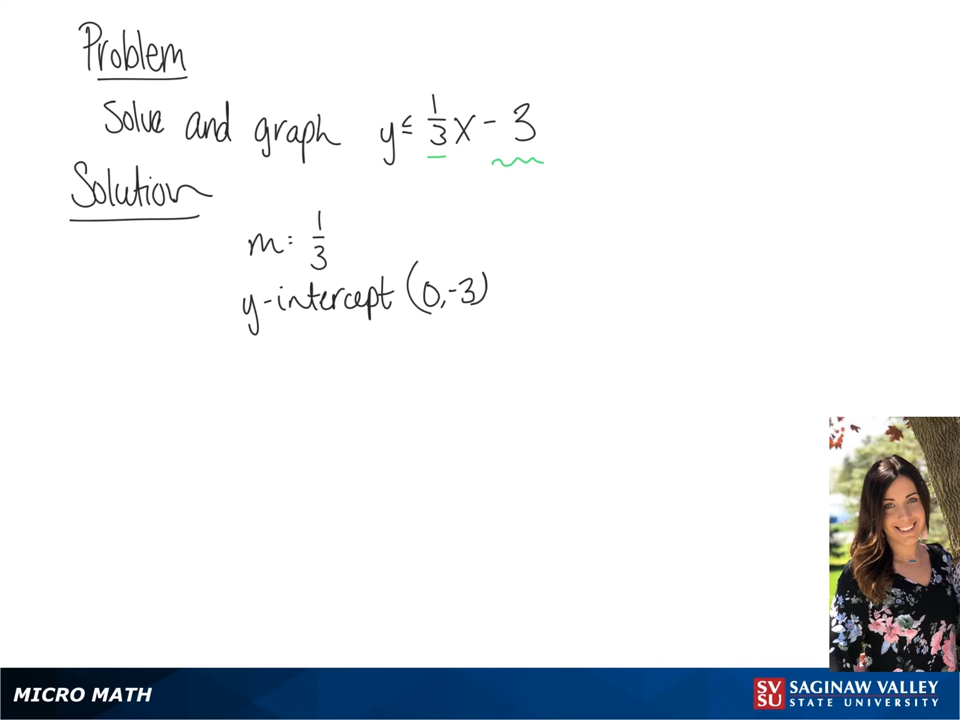 Problem
Solve and graph y ≤ 1/3 x - 3
Solution
m = 1/3
y-intercept (0,-3)
MICRO MATH
SVSU SAGINAW VALLEY
STATE UNIVERSITY